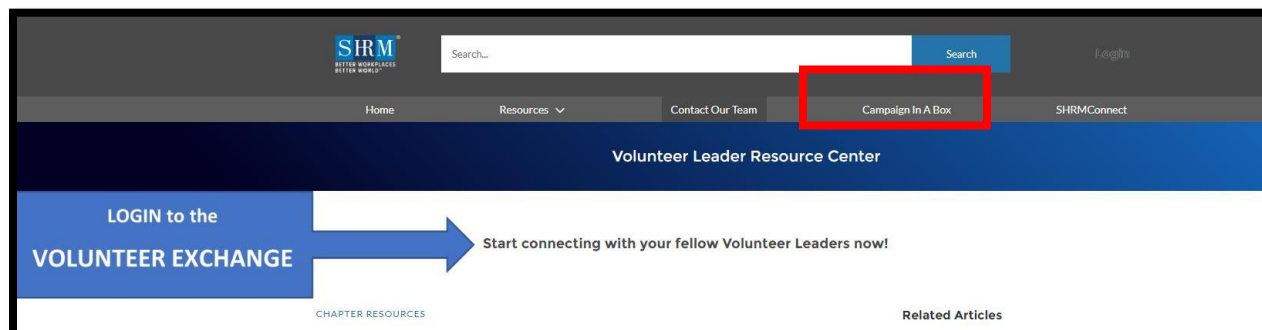 SHRM®
BETTER WORKPLACES
BETTER WORLD™
Search...
Search
Login
Home
Resources
Contact Our Team
Campaign In A Box
SHRMConnect
Volunteer Leader Resource Center
LOGIN to the
VOLUNTEER EXCHANGE
Start connecting with your fellow Volunteer Leaders now!
CHAPTER RESOURCES
Related Articles